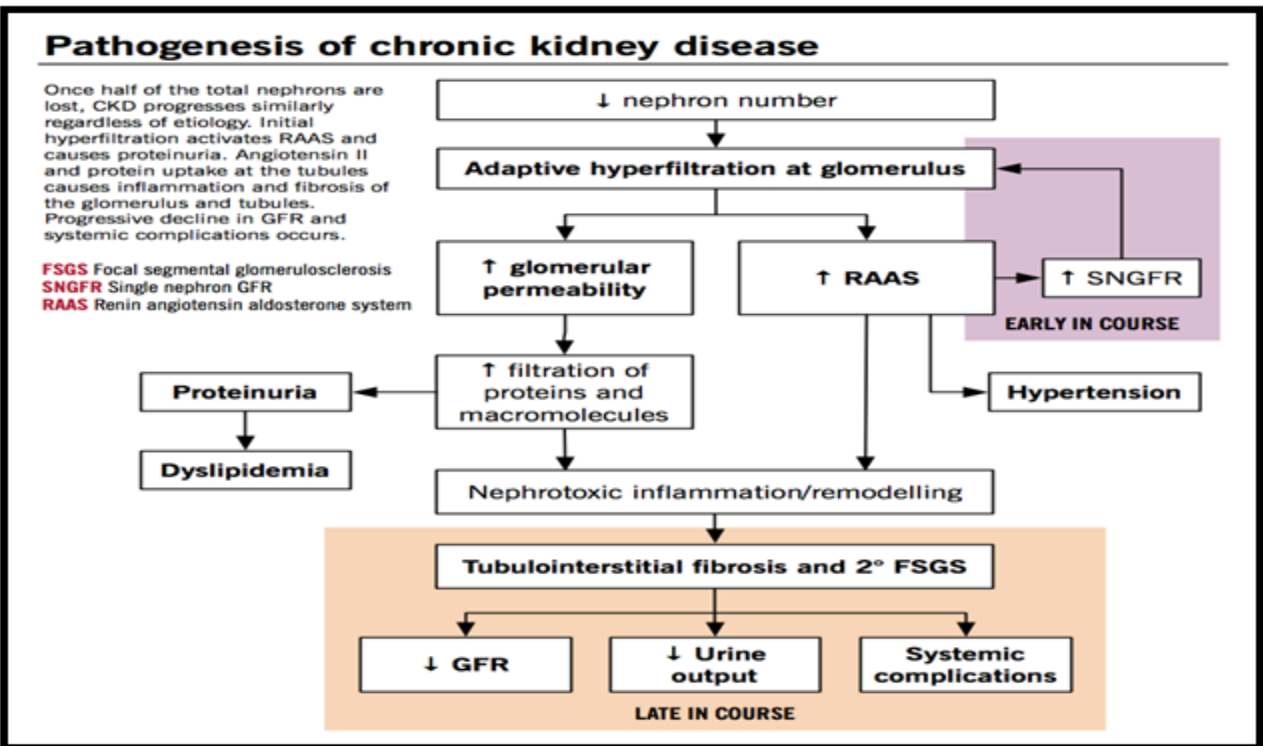 Pathogenesis of chronic kidney disease
Once half of the total nephrons are
lost, CKD progresses similarly
regardless of etiology. Initial
hyperfiltration activates RAAS and
causes proteinuria. Angiotensin II
and protein uptake at the tubules
causes inflammation and fibrosis of
the glomerulus and tubules.
Progressive decline in GFR and
systemic complications occurs.
FSGS Focal segmental glomerulosclerosis
SNGFR Single nephron GFR
RAAS Renin angiotensin aldosterone system
↓ nephron number
Adaptive hyperfiltration at glomerulus
↑ glomerular
permeability
↑ RAAS
↑ SNGFR
EARLY IN COURSE
↑ filtration of
proteins and
macromolecules
Proteinuria
Hypertension
Dyslipidemia
Nephrotoxic inflammation/remodelling
Tubulointerstitial fibrosis and 2° FSGS
↓ GFR
↓ Urine
output
Systemic
complications
LATE IN COURSE